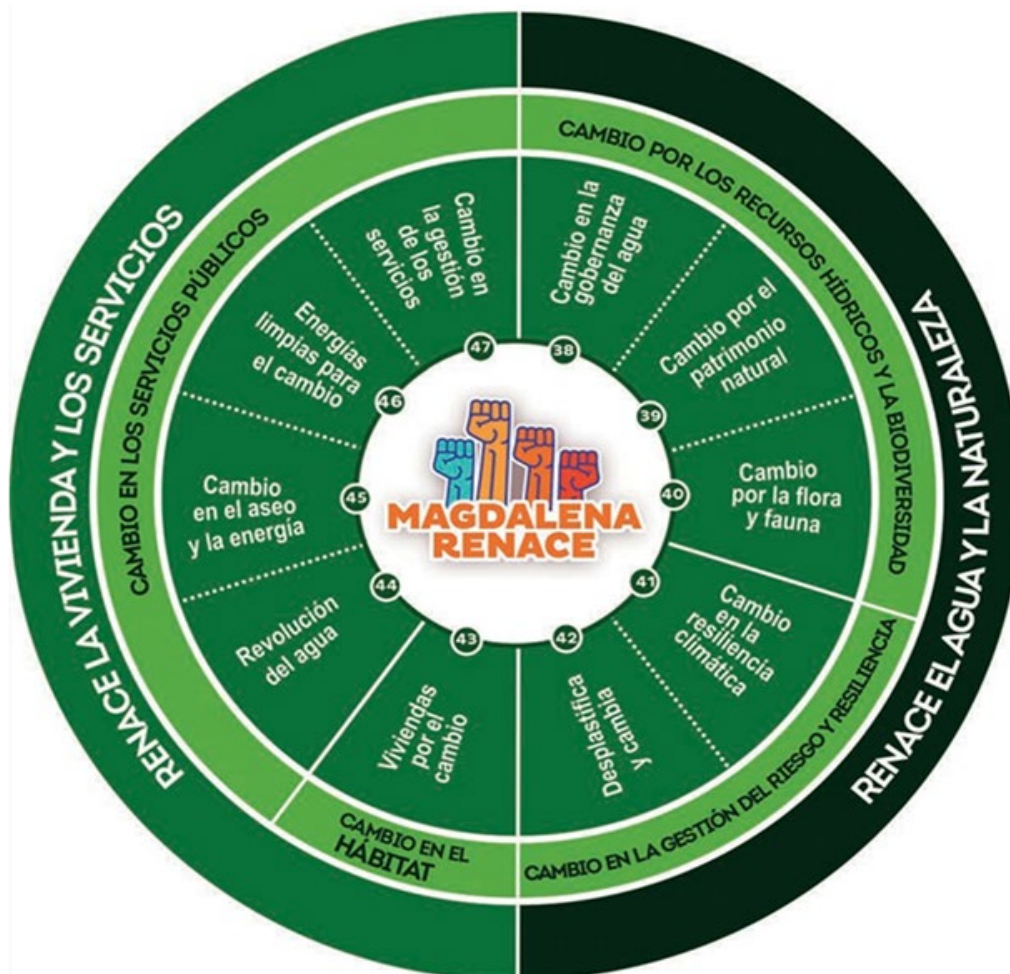 RENACE LA VIVIENDA Y LOS SERVICIOS
RENACE EL AGUA Y LA NATURALEZA
CAMBIO EN LOS SERVICIOS PÚBLICOS
CAMBIO POR LOS RECURSOS HÍDRICOS Y LA BIODIVERSIDAD
CAMBIO EN LA GESTIÓN DEL RIESGO Y RESILIENCIA
CAMBIO EN EL
HÁBITAT
Cambio en la
gobernanza
del agua
38
Cambio por el
patrimonio
natural
39
Cambio
por la flora
y fauna
40
Cambio
en la
resiliencia
climática
41
Desplastifica
y
cambia
42
Viviendas
por el
cambio
43
Revolución
del agua
44
Cambio
en el aseo
y la energía
45
Energías
limpias para
el cambio
46
Cambio en
la gestión
de los
servicios
47
MAGDALENA
RENACE